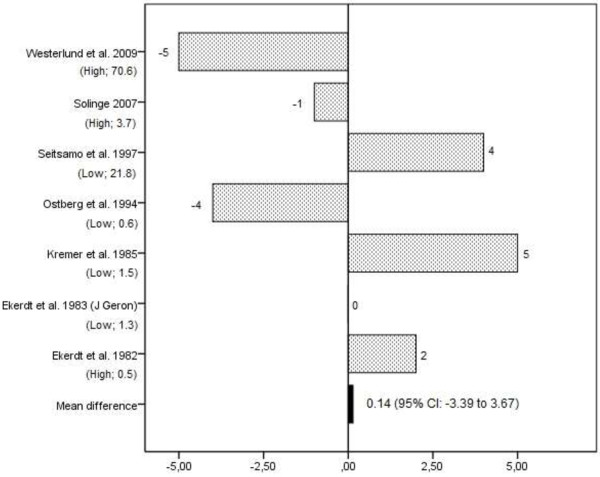 Westerlund et al. 2009
-5
(High; 70.6)
Solinge 2007
-1
(High; 3.7)
Seitsamo et al. 1997
4
(Low; 21.8)
Ostberg et al. 1994
-4
(Low; 0.6)
Kremer et al. 1985
5
(Low; 1.5)
Ekerdt et al. 1983 (J Geron)
0
(Low; 1.3)
Ekerdt et al. 1982
2
(High; 0.5)
Mean difference
0.14 (95% CI: -3.39 to 3.67)
-5,00 -2,50 ,00 2,50 5,00